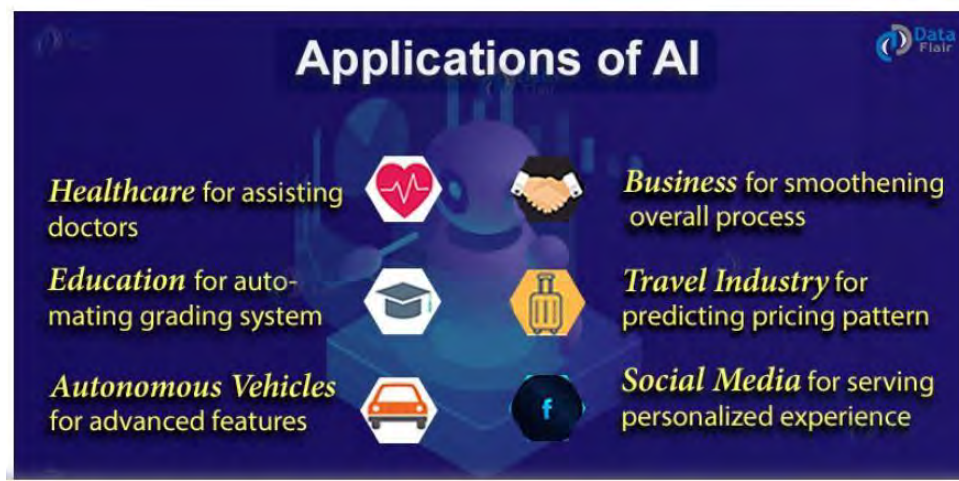 Applications of AI
Data
Flair
Healthcare for assisting
doctors
Education for auto-
mating grading system
Autonomous Vehicles
for advanced features
Business for smoothening
overall process
Travel Industry for
predicting pricing pattern
Social Media for serving
personalized experience
f